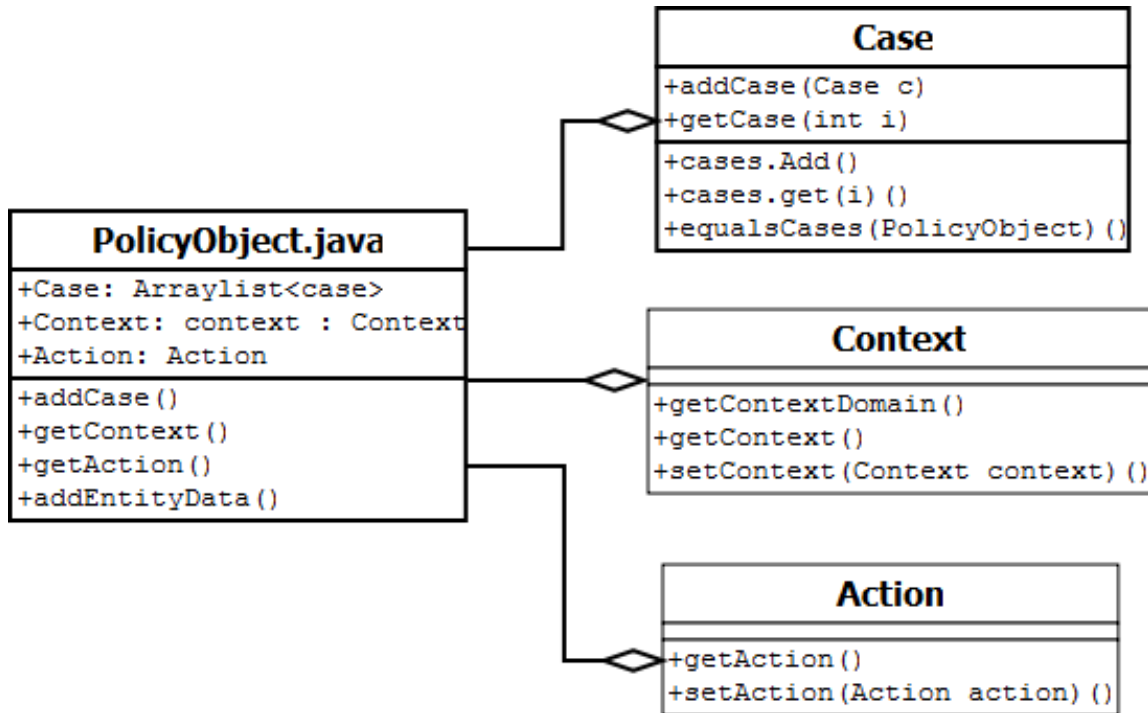 Case
+addCase(Case c)
+getCase(int i)
+cases.Add()
+cases.get(i)()
+equalsCases(PolicyObject)()
PolicyObject.java
+Case: Arraylist<case>
+Context: context : Context
+Action: Action
+addCase()
+getContext()
+getAction()
+addEntityData()
Context
+getContextDomain()
+getContext()
+setContext(Context context)()
Action
+getAction()
+setAction(Action action)()